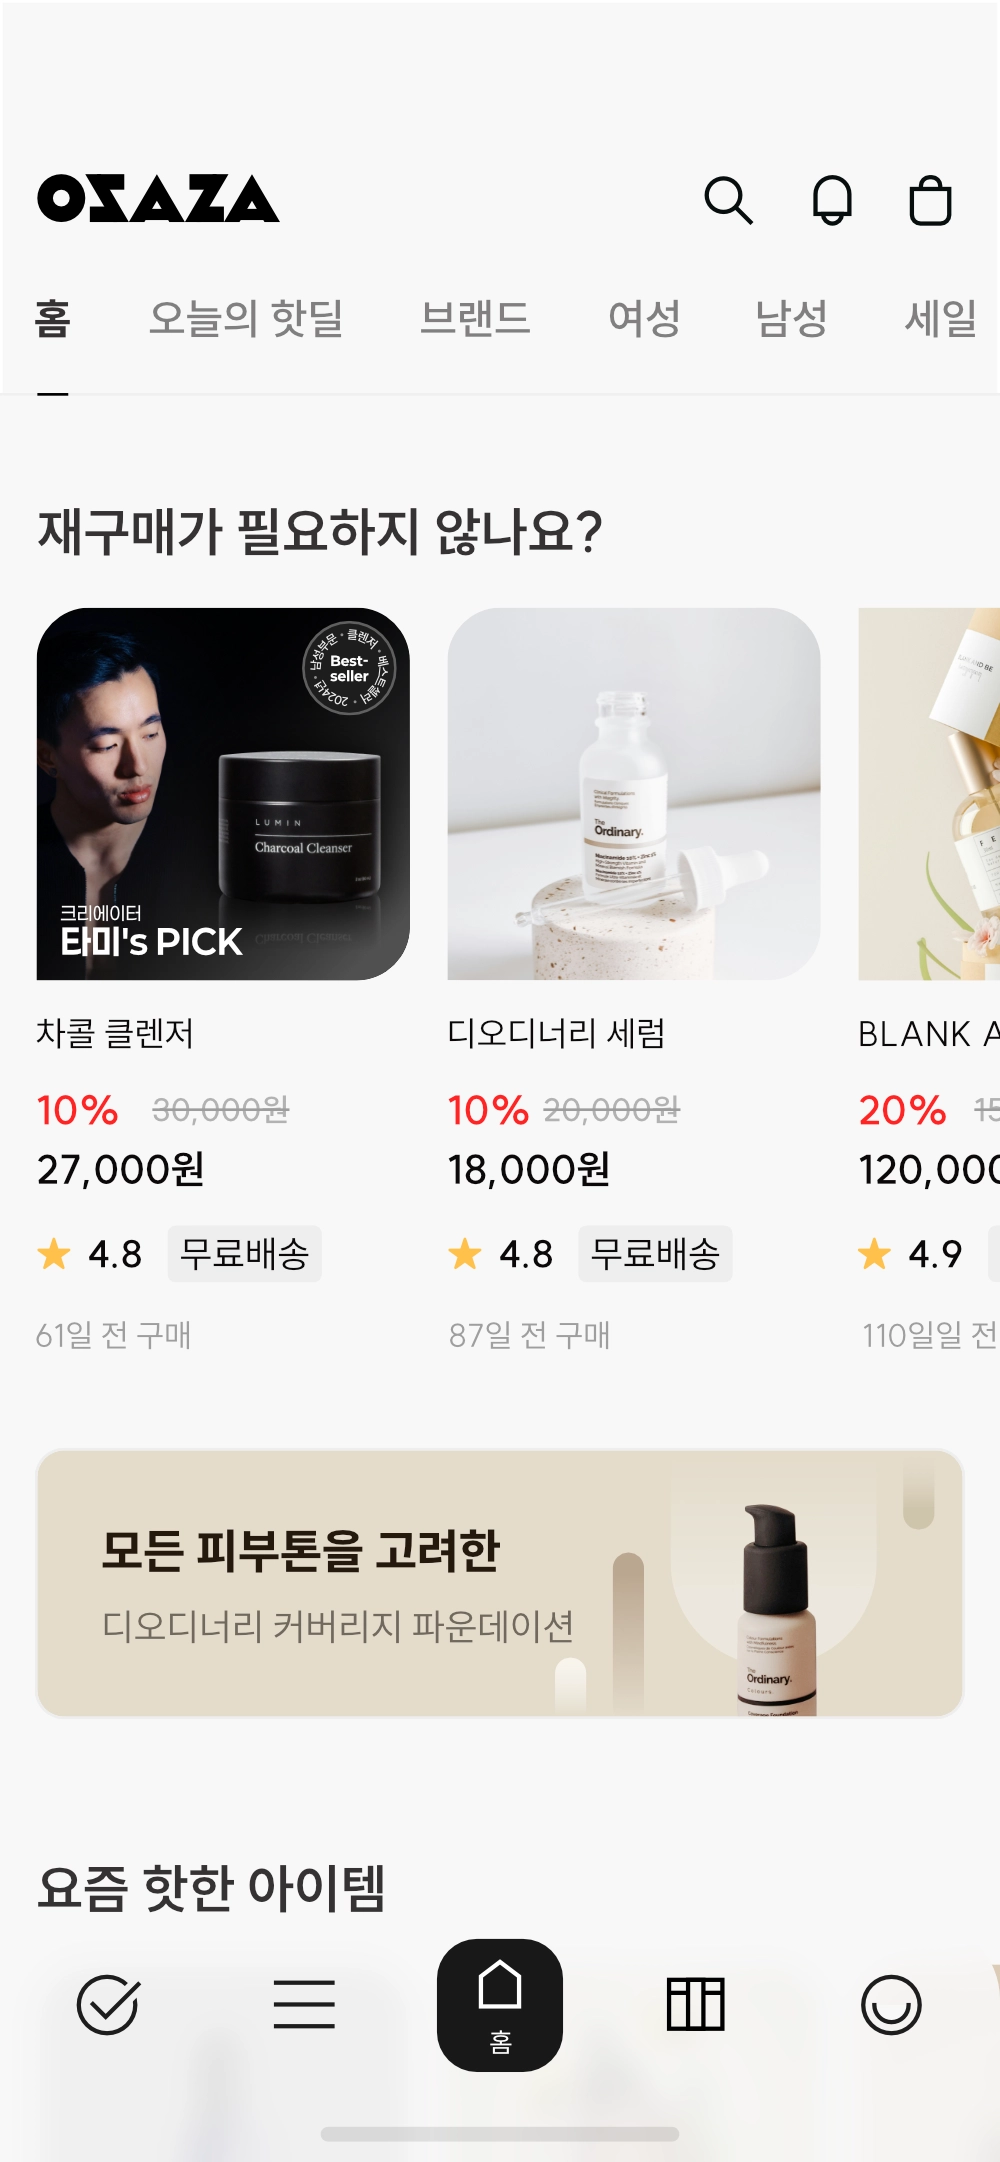 OSAZA
홈 오늘의 핫딜 브랜드 여성 남성 세일
재구매가 필요하지 않나요?
남성부문 · 클렌저 · 베스트셀러 · 2024년 ·
Best-
seller
LUMIN
Charcoal Cleanser
크리에이터
타미's PICK
The
Ordinary.
차콜 클렌저
10% 30,000원
27,000원
4.8 무료배송
61일 전 구매
디오디너리 세럼
10% 20,000원
18,000원
4.8 무료배송
87일 전 구매
BLANK A
20% 15
120,000
4.9
110일일 전
모든 피부톤을 고려한
디오디너리 커버리지 파운데이션
The
Ordinary.
Colours.
Coverage Foundation
요즘 핫한 아이템
홈